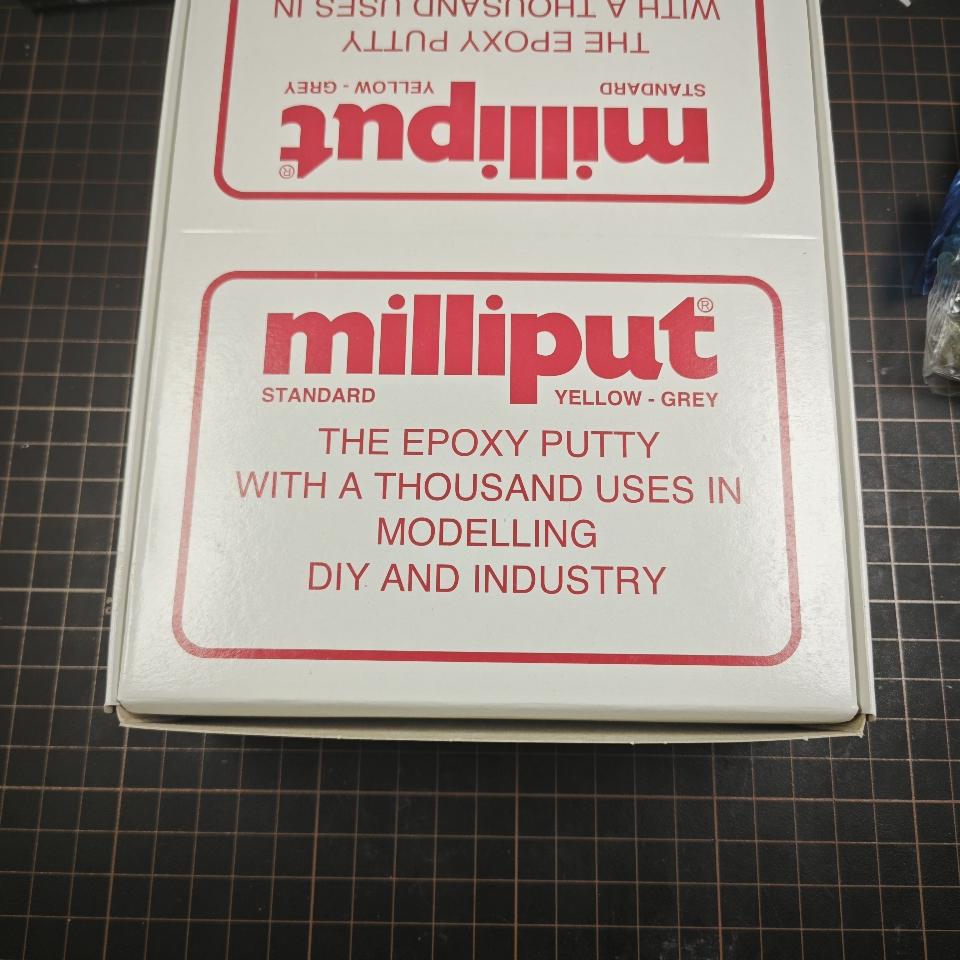 WITH A THOUSAND USES IN
THE EPOXY PUTTY
STANDARD YELLOW - GREY
milliput®
milliput®
STANDARD YELLOW - GREY
THE EPOXY PUTTY
WITH A THOUSAND USES IN
MODELLING
DIY AND INDUSTRY